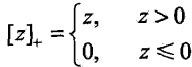 [z]₊ = { z, z > 0
0, z ⩽ 0